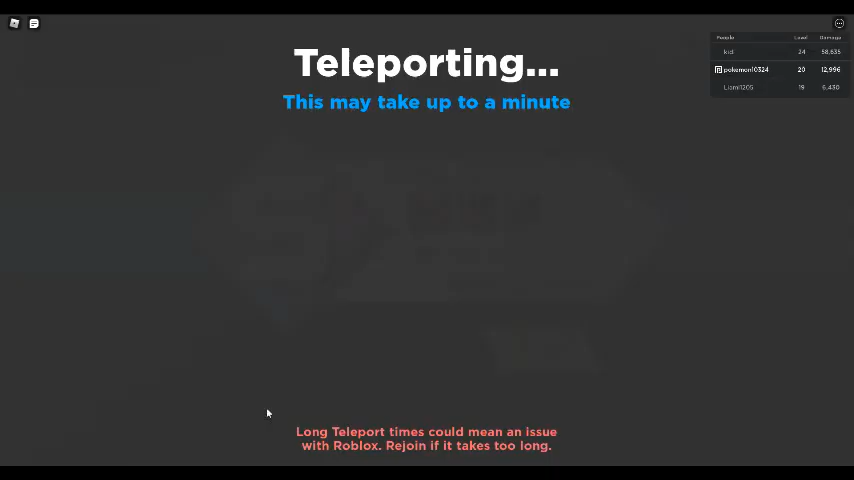 Teleporting...
This may take up to a minute
People Level Damage
kid 24 58,635
pokemon10324 20 12,996
Liam11205 19 6,430
Long Teleport times could mean an issue
with Roblox. Rejoin if it takes too long.